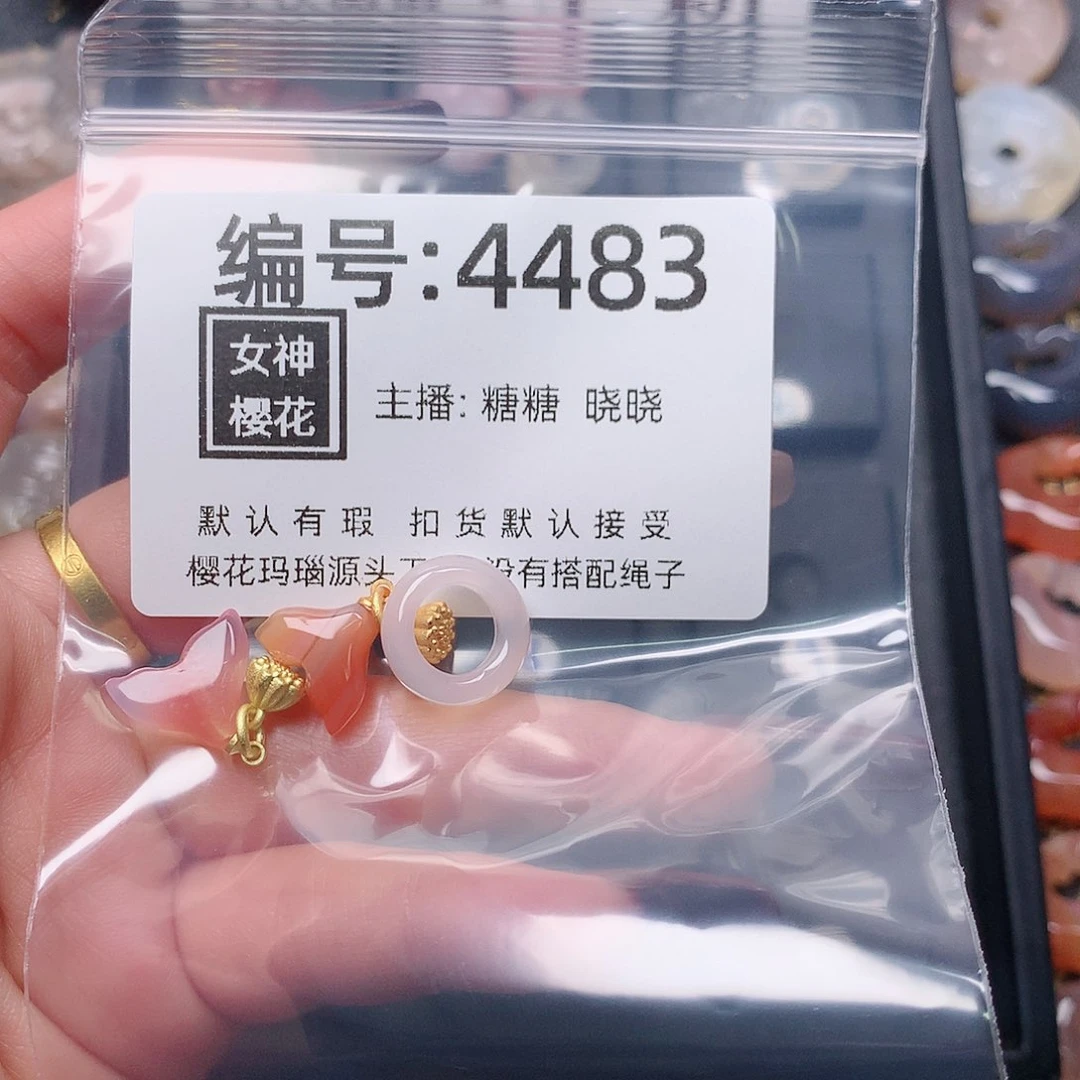 编号:4483
女神
樱花
主播: 糖糖 晓晓
默认有瑕 扣货默认接受
樱花玛瑙源头 有搭配绳子